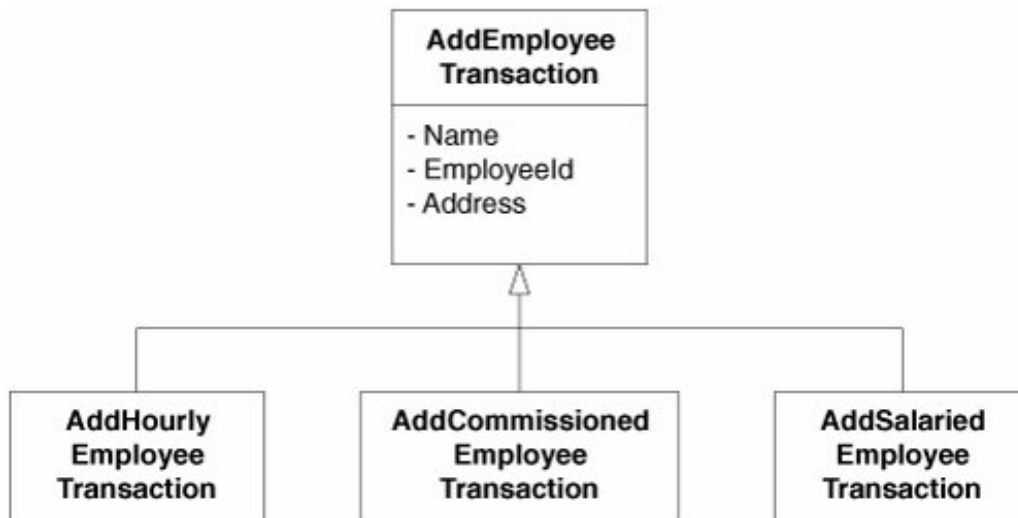 AddEmployee
Transaction
- Name
- EmployeeId
- Address
AddHourly
Employee
Transaction
AddCommissioned
Employee
Transaction
AddSalaried
Employee
Transaction